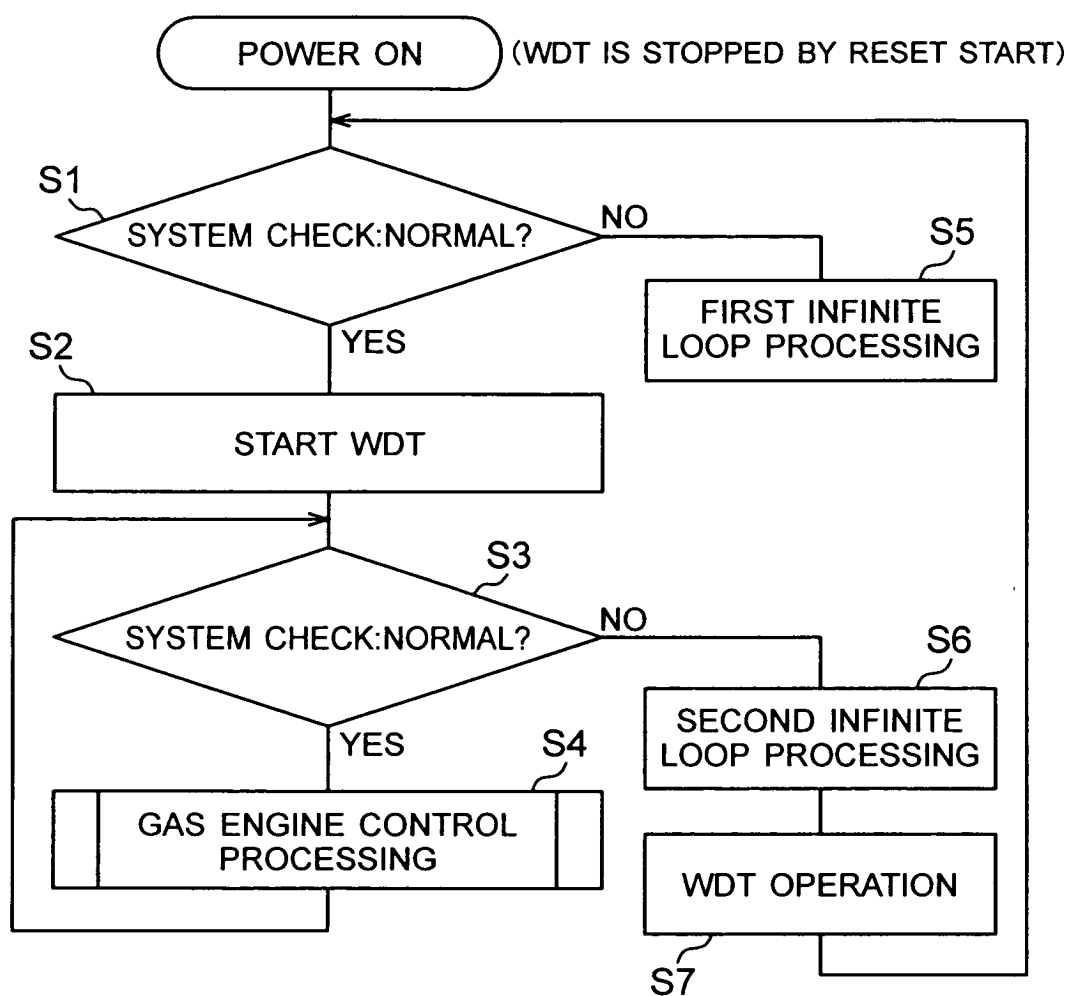 POWER ON
(WDT IS STOPPED BY RESET START)
S1
SYSTEM CHECK:NORMAL?
NO
S5
FIRST INFINITE
LOOP PROCESSING
YES
S2
START WDT
S3
SYSTEM CHECK:NORMAL?
NO
S6
SECOND INFINITE
LOOP PROCESSING
YES
S4
GAS ENGINE CONTROL
PROCESSING
WDT OPERATION
S7